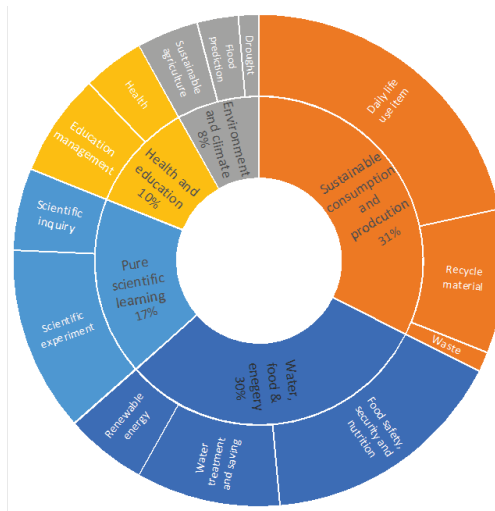 Daily life
use item
Recycle
material
Waste
Food safety,
security and
nutrition
Water
treatment
and saving
Renewable
energy
Scientific
experiment
Scientific
inquiry
Education
management
Health
Sustainable
agriculture
Flood
prediction
Drought
Sustainable
consumption
and
prodcution
31%
Water,
food &
enegery
30%
Pure
scientific
learning
17%
Health and
education
10%
Environment
and climate
8%